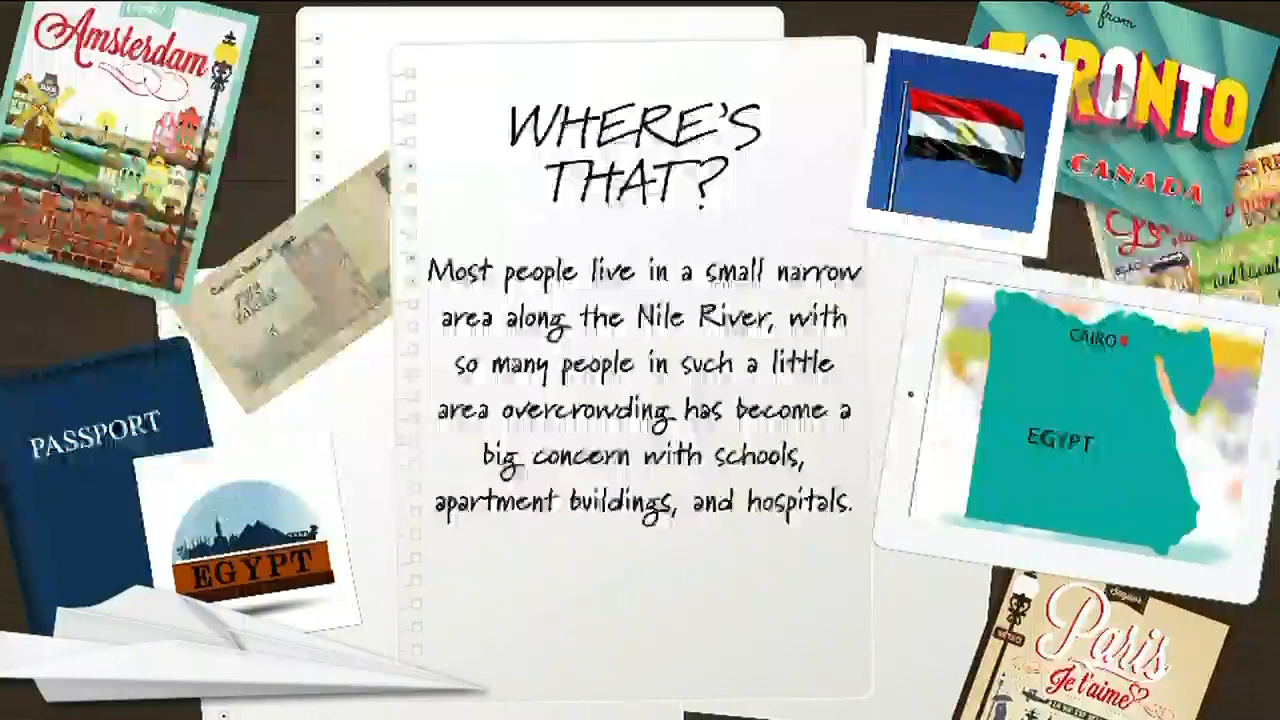 Amsterdam
WHERE'S
THAT?
Most people live in a small narrow
area along the Nile River, with
so many people in such a little
area overcrowding has become a
big concern with schools,
apartment buildings, and hospitals.
from
TORONTO
CANADA
CAIRO
EGYPT
PASSPORT
EGYPT
Paris
Je t'aime